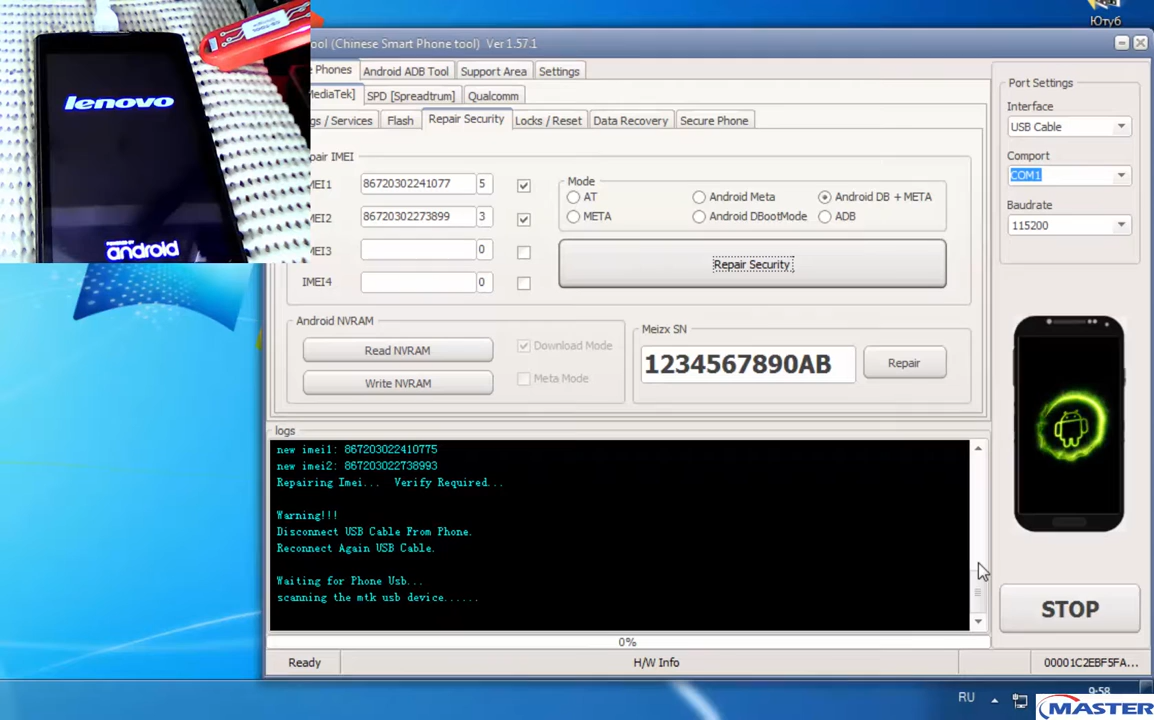 lenovo
POWERED BY
android
Ютуб
ool (Chinese Smart Phone tool) Ver 1.57.1
e Phones
Android ADB Tool
Support Area
Settings
MediaTek]
SPD [Spreadtrum]
Qualcomm
gs / Services
Flash
Repair Security
Locks / Reset
Data Recovery
Secure Phone
pair IMEI
MEI1
86720302241077
5
MEI2
86720302273899
3
IMEI3
0
IMEI4
0
Mode
AT
Android Meta
Android DB + META
META
Android DBootMode
ADB
Repair Security
Android NVRAM
Read NVRAM
Write NVRAM
Download Mode
Meta Mode
Meizx SN
1234567890AB
Repair
Port Settings
Interface
USB Cable
Comport
COM1
Baudrate
115200
logs
new imei1: 867203022410775
new imei2: 867203022738993
Repairing Imei... Verify Required...
Warning!!!
Disconnect USB Cable From Phone.
Reconnect Again USB Cable.
Waiting for Phone Usb...
scanning the mtk usb device......
0%
STOP
Ready
H/W Info
00001C2EBF5FA...
RU
9:58
MASTER